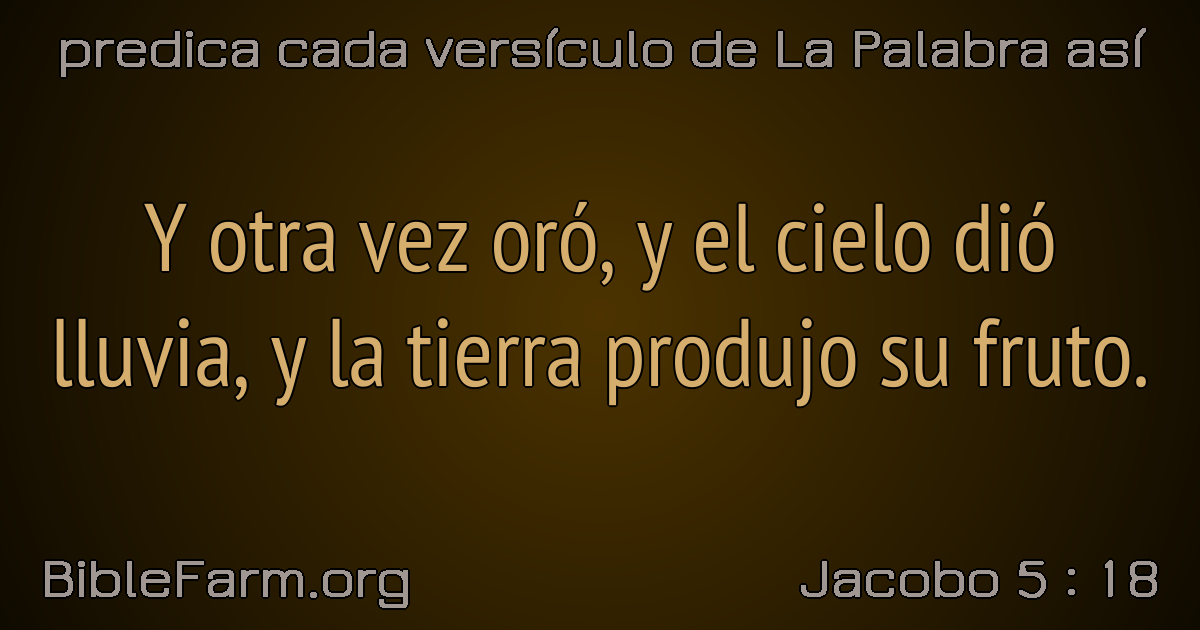 predica cada versículo de La Palabra así
Y otra vez oró, y el cielo dió
lluvia, y la tierra produjo su fruto.
BibleFarm.org
Jacobo 5 : 18